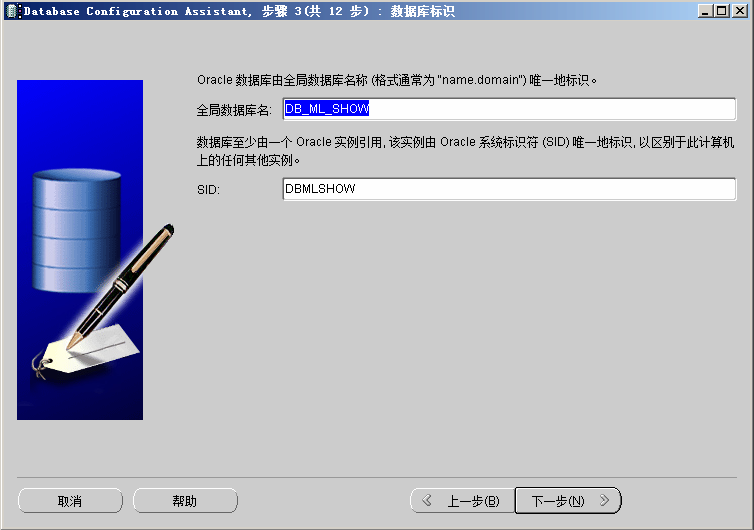 Database Configuration Assistant, 步骤 3(共 12 步) : 数据库标识
Oracle 数据库由全局数据库名称 (格式通常为 "name.domain") 唯一地标识。
全局数据库名: DB_ML_SHOW
数据库至少由一个 Oracle 实例引用, 该实例由 Oracle 系统标识符 (SID) 唯一地标识, 以区别于此计算机
上的任何其他实例。
SID: DBMLSHOW
取消 帮助 上一步(B) 下一步(N)